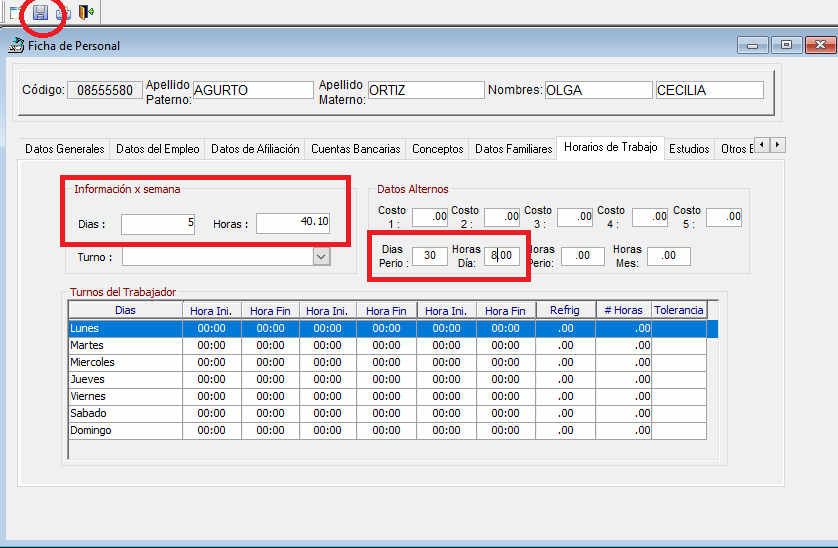 Ficha de Personal
Código: 08555580 Apellido Paterno: AGURTO Apellido Materno: ORTIZ Nombres: OLGA CECILIA
Datos Generales Datos del Empleo Datos de Afiliación Cuentas Bancarias Conceptos Datos Familiares Horarios de Trabajo Estudios Otros E
Información x semana
Dias : 5 Horas : 40.10
Turno :
Datos Alternos
Costo 1 : .00 Costo 2 : .00 Costo 3 : .00 Costo 4 : .00 Costo 5 : .00
Dias Perio : 30 Horas Día: 8.00 Horas Perio: .00 Horas Mes: .00
Turnos del Trabajador
Dias Hora Ini. Hora Fin Hora Ini. Hora Fin Hora Ini. Hora Fin Refrig # Horas Tolerancia
Lunes 00:00 00:00 00:00 00:00 00:00 00:00 .00 .00
Martes 00:00 00:00 00:00 00:00 00:00 00:00 .00 .00
Miercoles 00:00 00:00 00:00 00:00 00:00 00:00 .00 .00
Jueves 00:00 00:00 00:00 00:00 00:00 00:00 .00 .00
Viernes 00:00 00:00 00:00 00:00 00:00 00:00 .00 .00
Sabado 00:00 00:00 00:00 00:00 00:00 00:00 .00 .00
Domingo 00:00 00:00 00:00 00:00 00:00 00:00 .00 .00